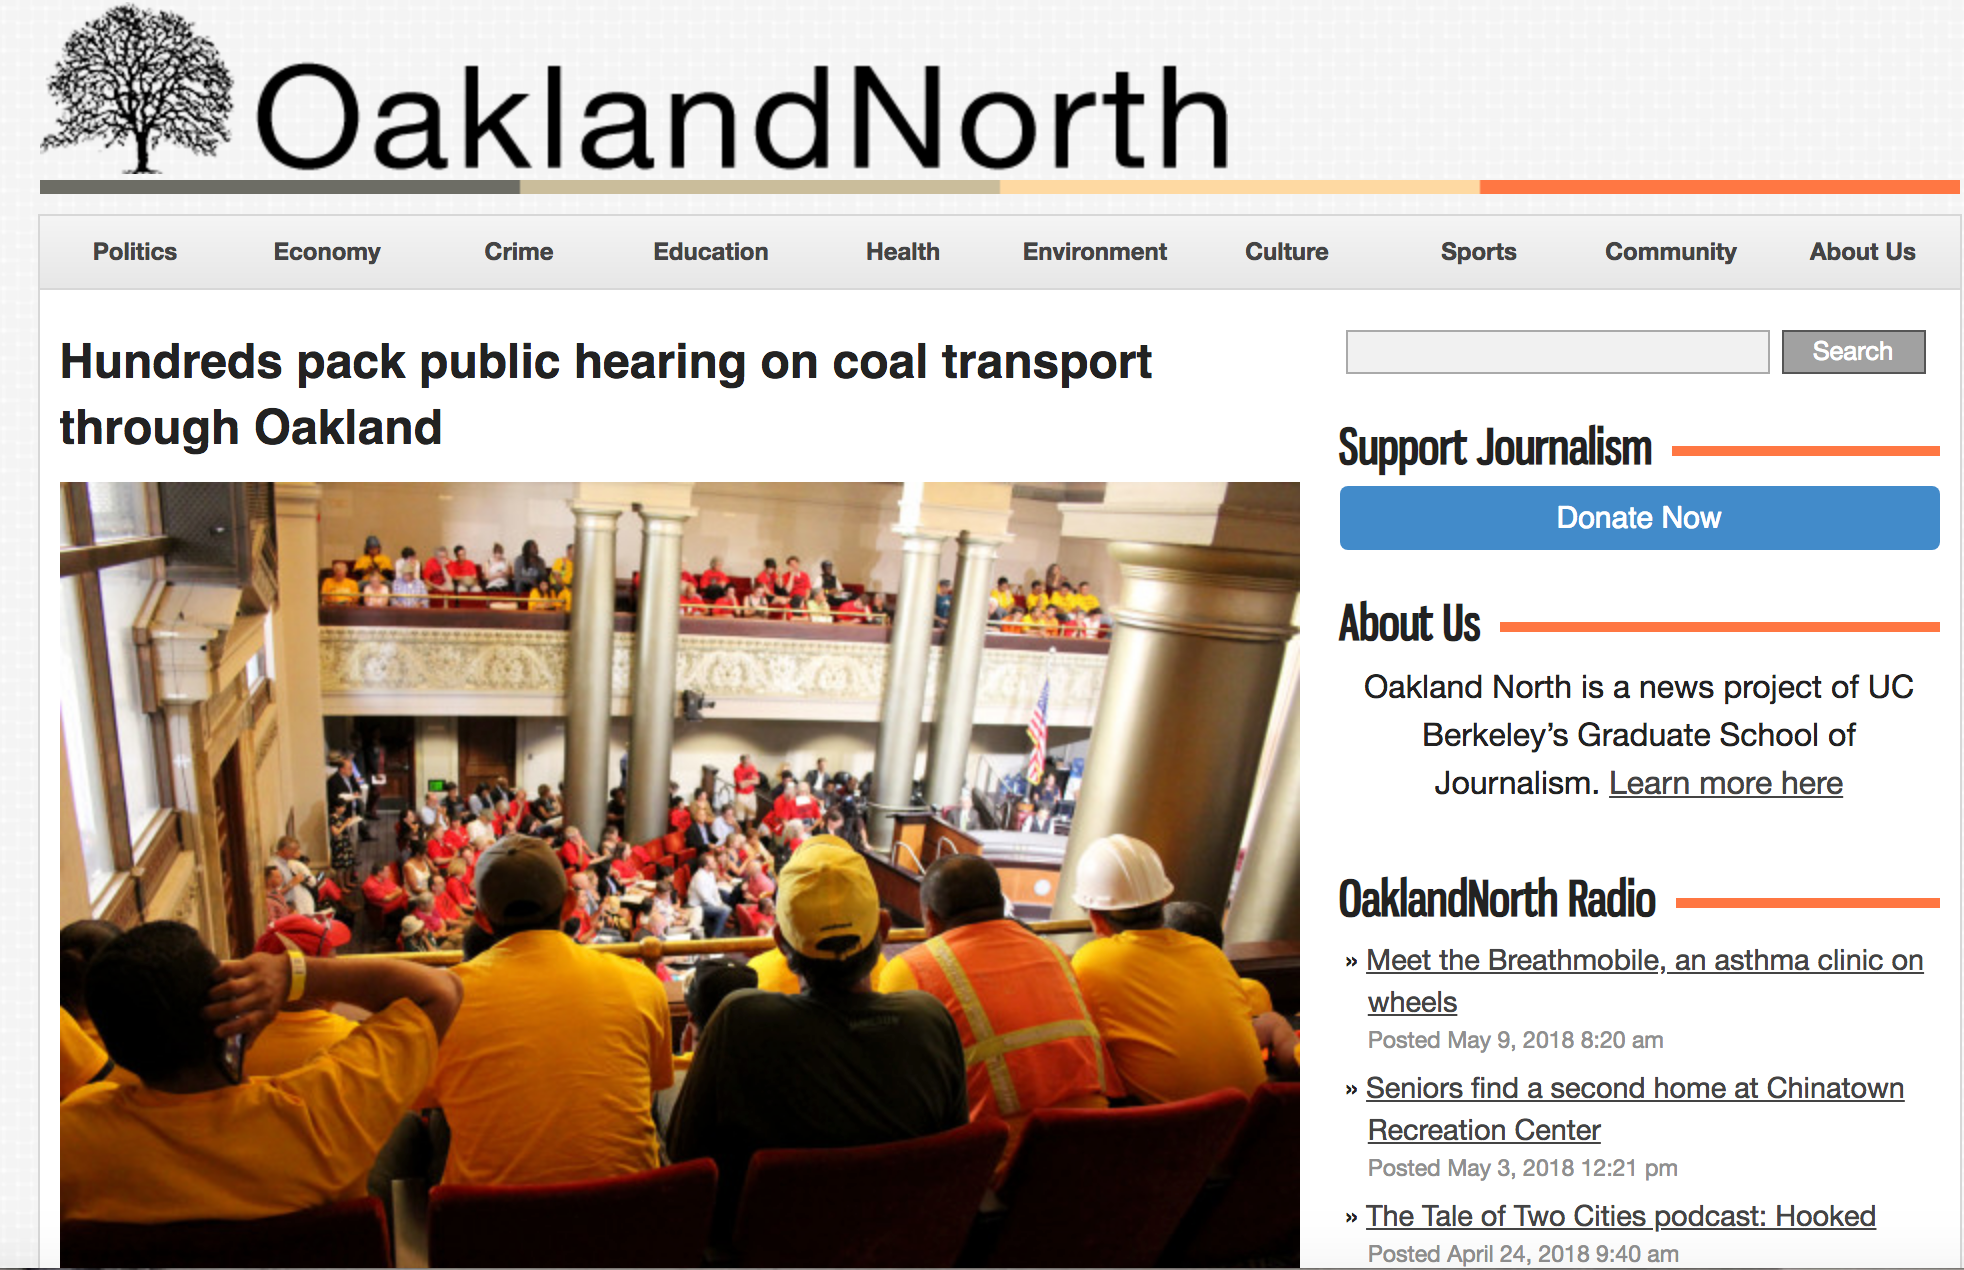 OaklandNorth
Politics Economy Crime Education Health Environment Culture Sports Community About Us
Hundreds pack public hearing on coal transport
through Oakland
Search
Support Journalism
Donate Now
About Us
Oakland North is a news project of UC
Berkeley’s Graduate School of
Journalism. Learn more here
OaklandNorth Radio
» Meet the Breathmobile, an asthma clinic on
wheels
Posted May 9, 2018 8:20 am
» Seniors find a second home at Chinatown
Recreation Center
Posted May 3, 2018 12:21 pm
» The Tale of Two Cities podcast: Hooked
Posted April 24, 2018 9:40 am